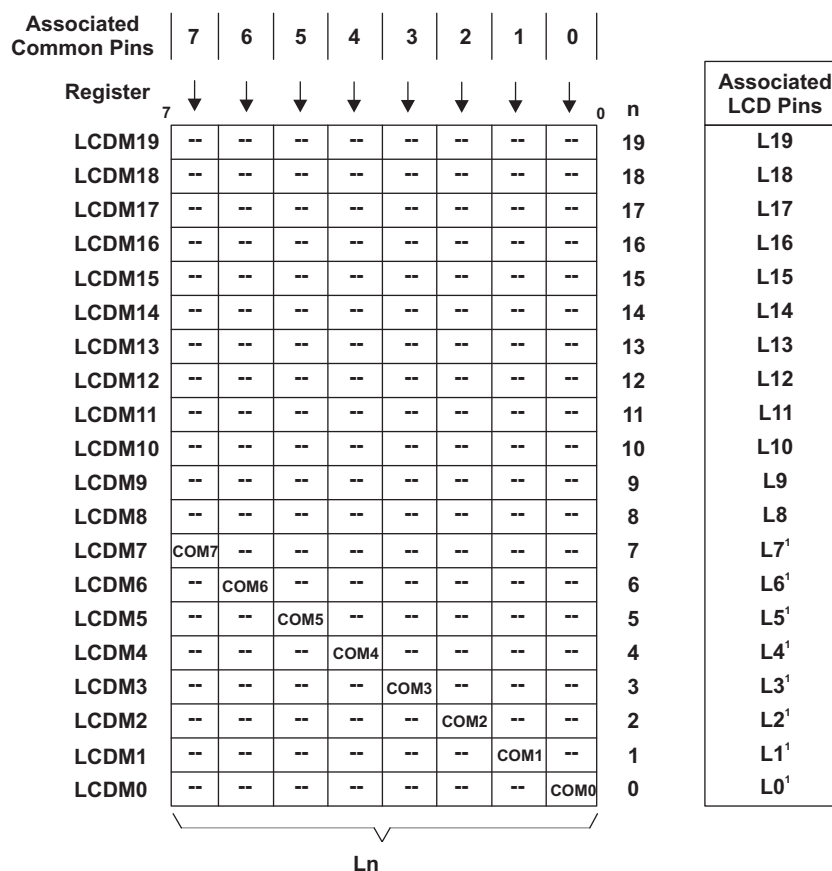 Associated
Common Pins 7 6 5 4 3 2 1 0
Register
7 0 n
Associated
LCD Pins
LCDM19 -- -- -- -- -- -- -- -- 19 L19
LCDM18 -- -- -- -- -- -- -- -- 18 L18
LCDM17 -- -- -- -- -- -- -- -- 17 L17
LCDM16 -- -- -- -- -- -- -- -- 16 L16
LCDM15 -- -- -- -- -- -- -- -- 15 L15
LCDM14 -- -- -- -- -- -- -- -- 14 L14
LCDM13 -- -- -- -- -- -- -- -- 13 L13
LCDM12 -- -- -- -- -- -- -- -- 12 L12
LCDM11 -- -- -- -- -- -- -- -- 11 L11
LCDM10 -- -- -- -- -- -- -- -- 10 L10
LCDM9 -- -- -- -- -- -- -- -- 9 L9
LCDM8 -- -- -- -- -- -- -- -- 8 L8
LCDM7 COM7 -- -- -- -- -- -- -- 7 L7¹
LCDM6 -- COM6 -- -- -- -- -- -- 6 L6¹
LCDM5 -- -- COM5 -- -- -- -- -- 5 L5¹
LCDM4 -- -- -- COM4 -- -- -- -- 4 L4¹
LCDM3 -- -- -- -- COM3 -- -- -- 3 L3¹
LCDM2 -- -- -- -- -- COM2 -- -- 2 L2¹
LCDM1 -- -- -- -- -- -- COM1 -- 1 L1¹
LCDM0 -- -- -- -- -- -- -- COM0 0 L0¹
Ln